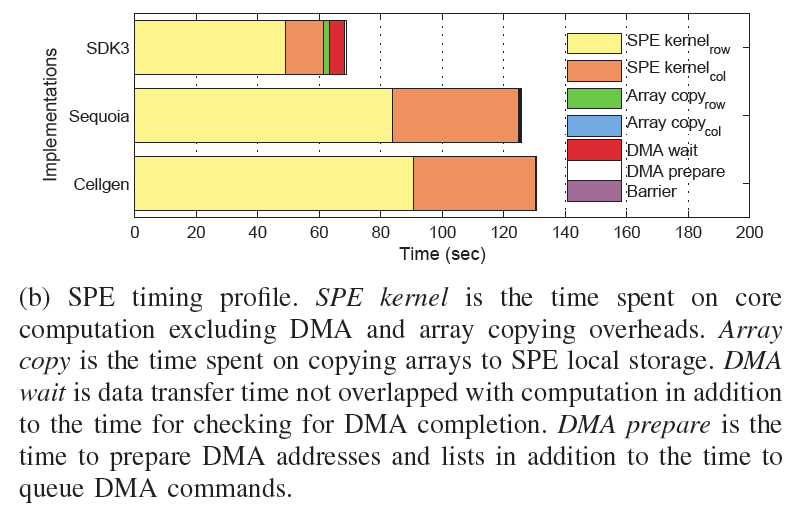 SDK3
Sequoia
Cellgen
Implementations
0 20 40 60 80 100 120 140 160 180 200
Time (sec)
SPE kernelrow
SPE kernelcol
Array copyrow
Array copycol
DMA wait
DMA prepare
Barrier
(b) SPE timing profile. SPE kernel is the time spent on core
computation excluding DMA and array copying overheads. Array
copy is the time spent on copying arrays to SPE local storage. DMA
wait is data transfer time not overlapped with computation in addition
to the time for checking for DMA completion. DMA prepare is the
time to prepare DMA addresses and lists in addition to the time to
queue DMA commands.